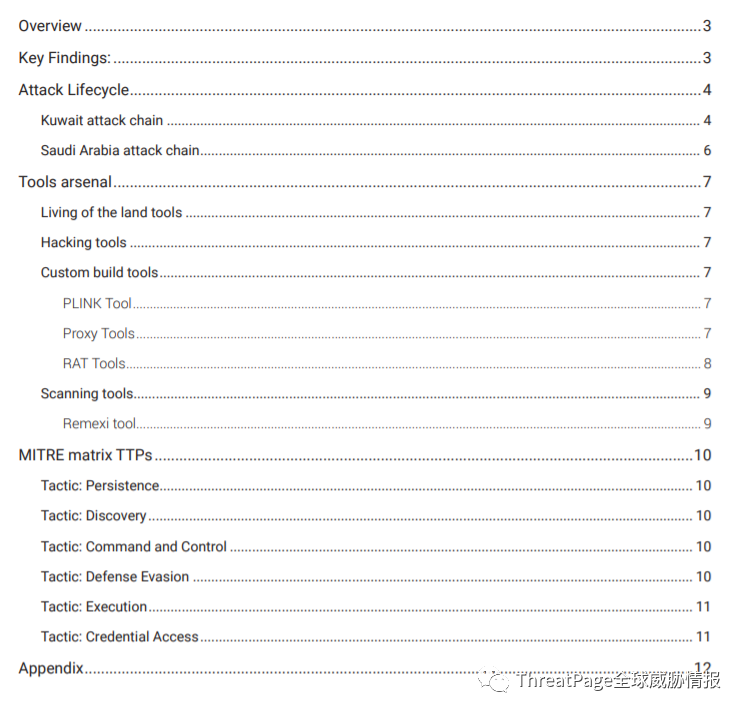 Overview ........................................ 3
Key Findings: ........................................ 3
Attack Lifecycle ........................................ 4
Kuwait attack chain ........................................ 4
Saudi Arabia attack chain ........................................ 6
Tools arsenal ........................................ 7
Living of the land tools ........................................ 7
Hacking tools ........................................ 7
Custom build tools ........................................ 7
PLINK Tool ........................................ 7
Proxy Tools ........................................ 7
RAT Tools ........................................ 8
Scanning tools ........................................ 9
Remexi tool ........................................ 9
MITRE matrix TTPs ........................................ 10
Tactic: Persistence ........................................ 10
Tactic: Discovery ........................................ 10
Tactic: Command and Control ........................................ 10
Tactic: Defense Evasion ........................................ 10
Tactic: Execution ........................................ 11
Tactic: Credential Access ........................................ 11
Appendix ........................................ 12
ThreatPage全球威胁情报